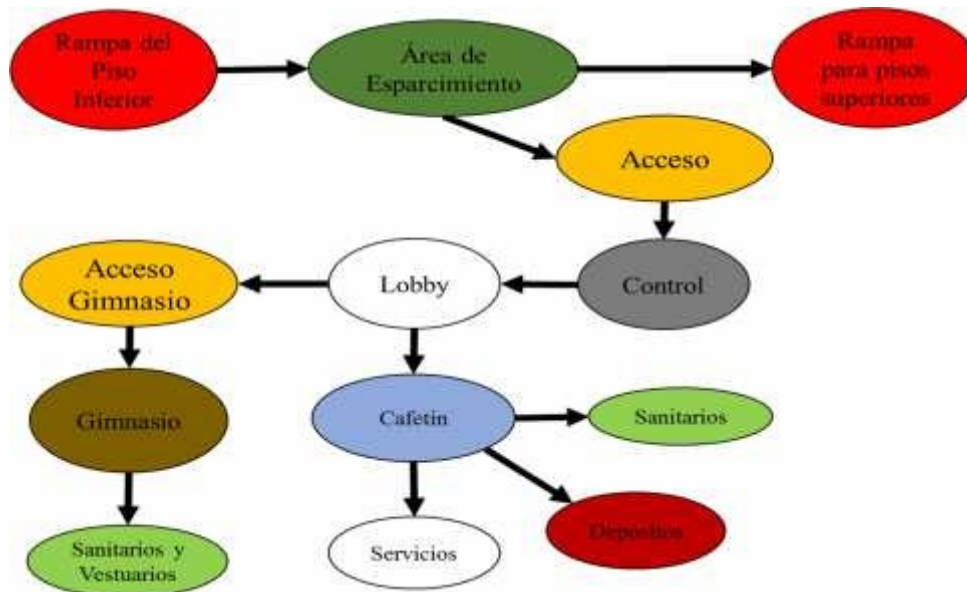 Rampa del
Piso
Inferior
Área de
Esparcimiento
Rampa
para pisos
superiores
Acceso
Acceso
Gimnasio
Lobby
Control
Gimnasio
Cafetín
Sanitarios
Sanitarios y
Vestuarios
Servicios
Depósitos